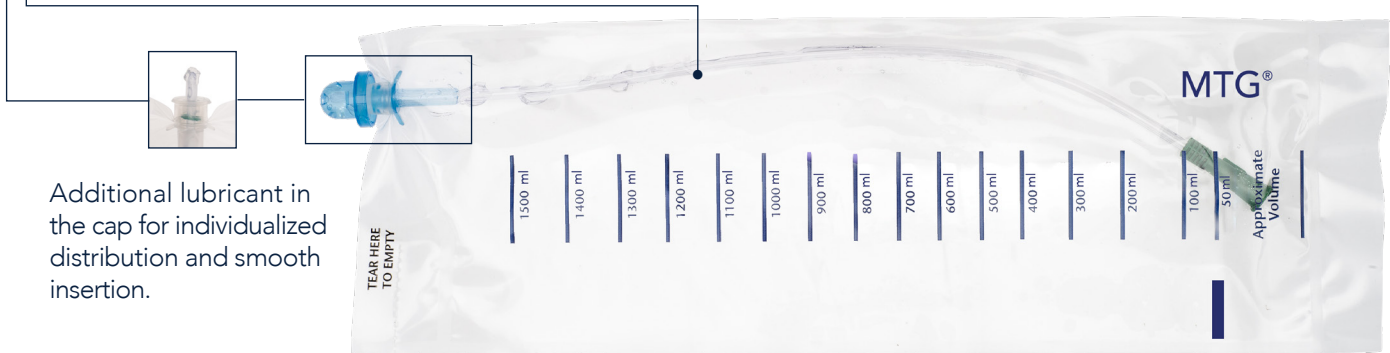 MTG®
1500 ml
1400 ml
1300 ml
1200 ml
1100 ml
1000 ml
900 ml
800 ml
700 ml
600 ml
500 ml
400 ml
300 ml
200 ml
100 ml
50 ml
Approximate
Volume
TEAR HERE
TO EMPTY
Additional lubricant in
the cap for individualized
distribution and smooth
insertion.